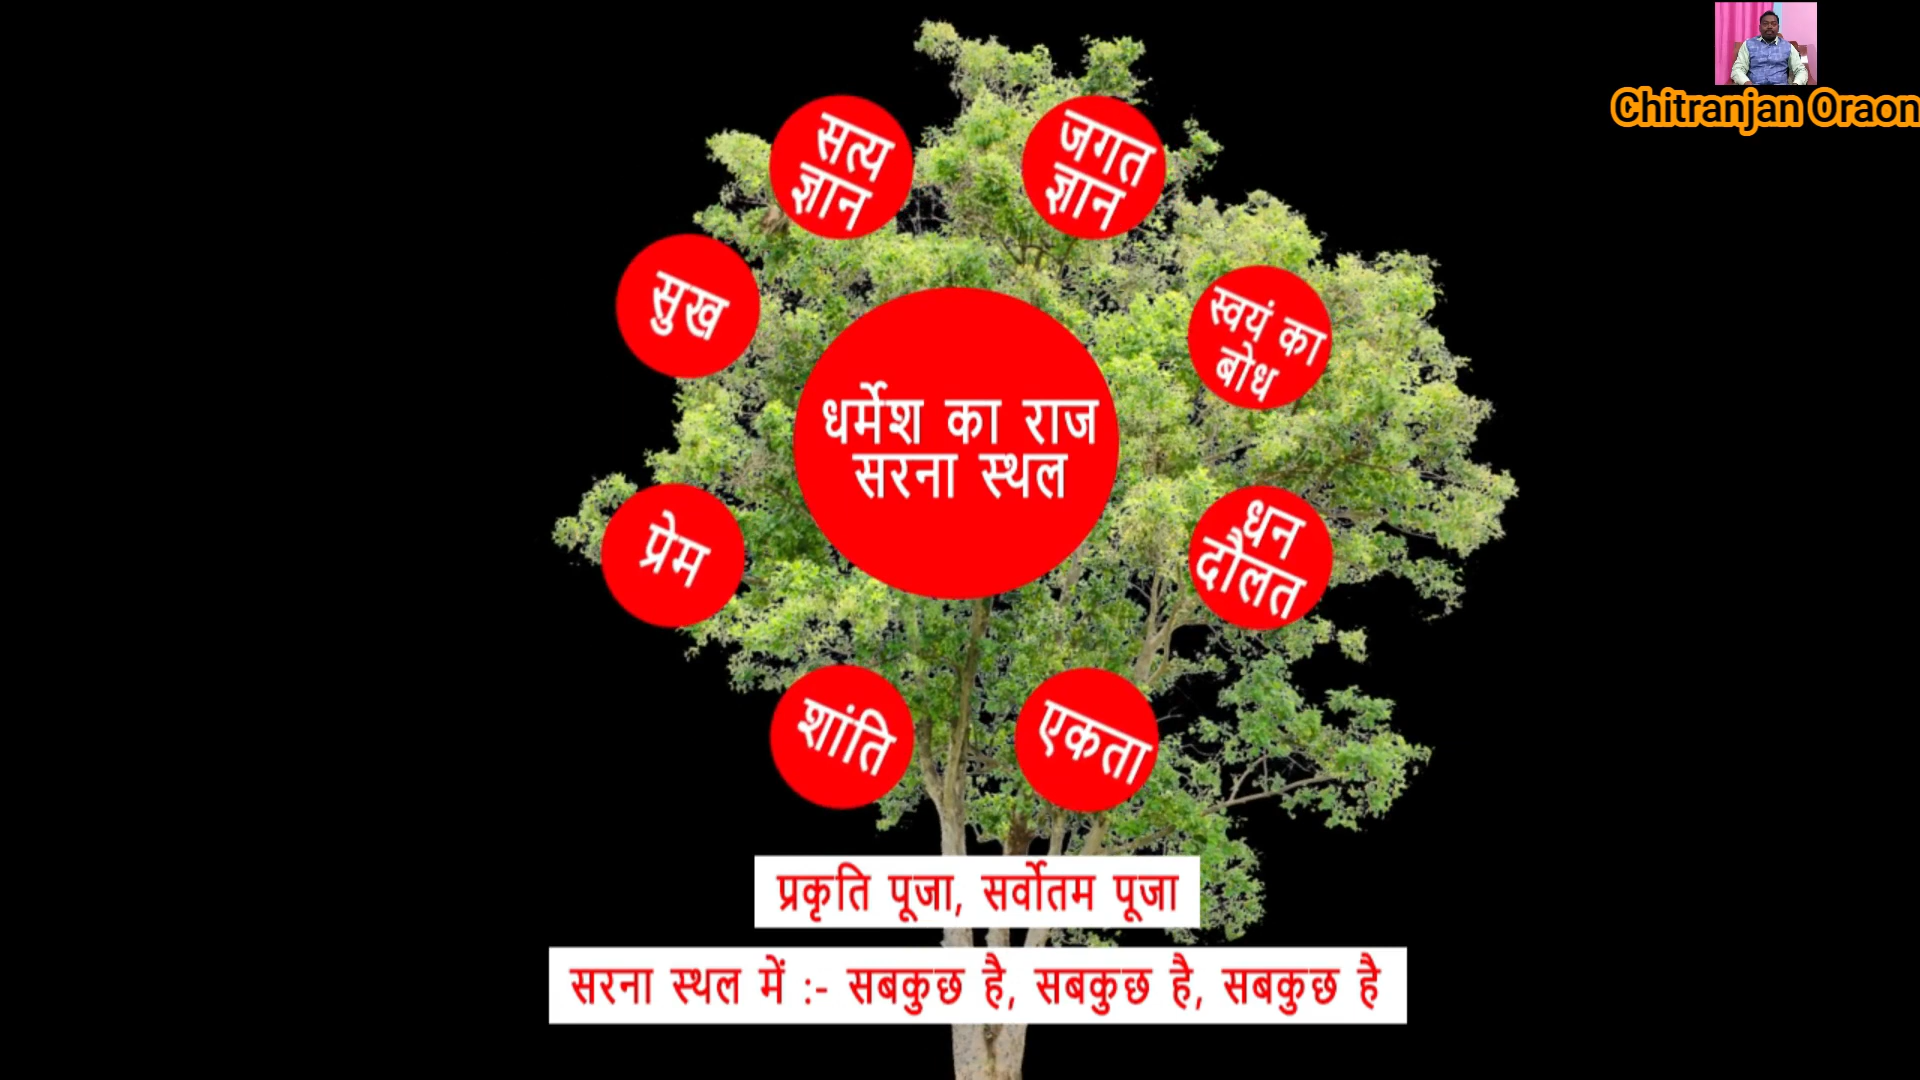 Chitranjan Oraon
सत्य
ज्ञान
जगत
ज्ञान
सुख
स्वयं का
बोध
धर्मेश का राज
सरना स्थल
प्रेम
धन
दौलत
शांति
एकता
प्रकृति पूजा, सर्वोतम पूजा
सरना स्थल में :- सबकुछ है, सबकुछ है, सबकुछ है